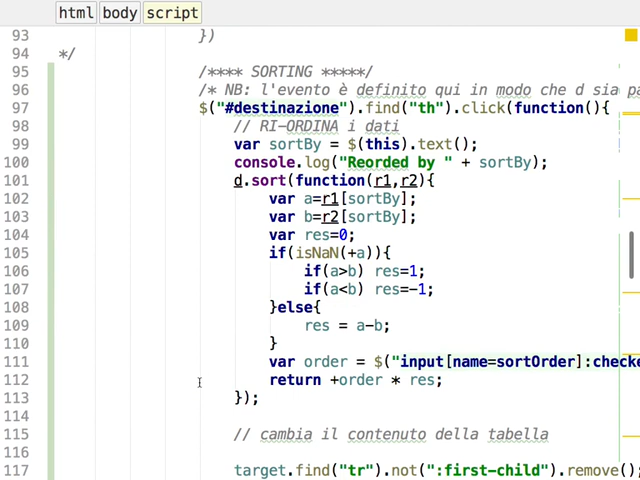 html body script
93 })
94 */
95 /**** SORTING *****/
96 /* NB: l'evento è definito qui in modo che d sia
97 $("#destinazione").find("th").click(function(){
98 // RI-ORDINA i dati
99 var sortBy = $(this).text();
100 console.log("Reorded by " + sortBy);
101 d.sort(function(r1,r2){
102 var a=r1[sortBy];
103 var b=r2[sortBy];
104 var res=0;
105 if(isNaN(+a)){
106 if(a>b) res=1;
107 if(a<b) res=-1;
108 }else{
109 res = a-b;
110 }
111 var order = $("input[name=sortOrder]:checke
112 return +order * res;
113 });
114
115 // cambia il contenuto della tabella
116
117 target.find("tr").not(":first-child").remove();